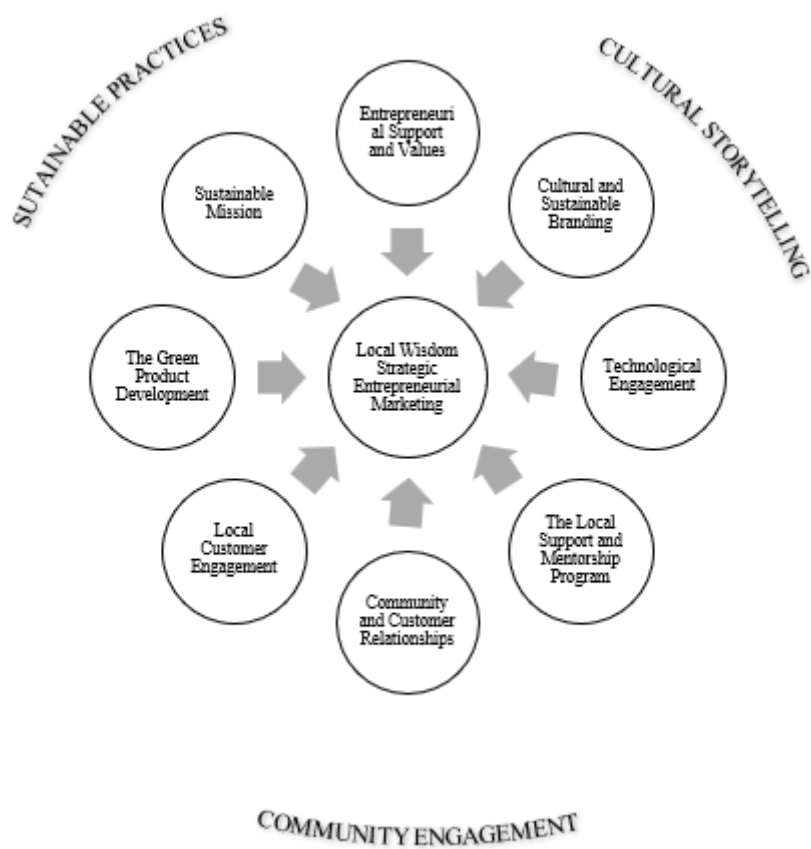 SUTAINABLE PRACTICES
CULTURAL STORYTELLING
Entrepreneuri
al Support
and Values
Sustainable
Mission
Cultural and
Sustainable
Branding
The Green
Product
Development
Local Wisdom
Strategic
Entrepreneurial
Marketing
Technological
Engagement
Local
Customer
Engagement
The Local
Support and
Mentorship
Program
Community
and Customer
Relationships
COMMUNITY ENGAGEMENT